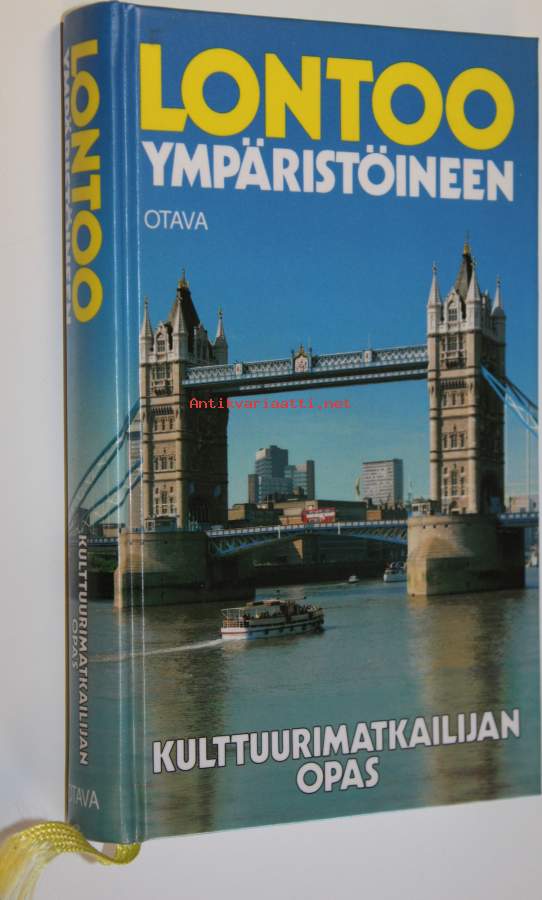 LONTOO
YMPÄRISTÖINEEN
OTAVA
Antikvariaatti.net
KULTTUURIMATKAILIJAN
OPAS
LONTOO
YMPÄRISTÖINEEN
KULTTUURIMATKAILIJAN
OPAS
OTAVA